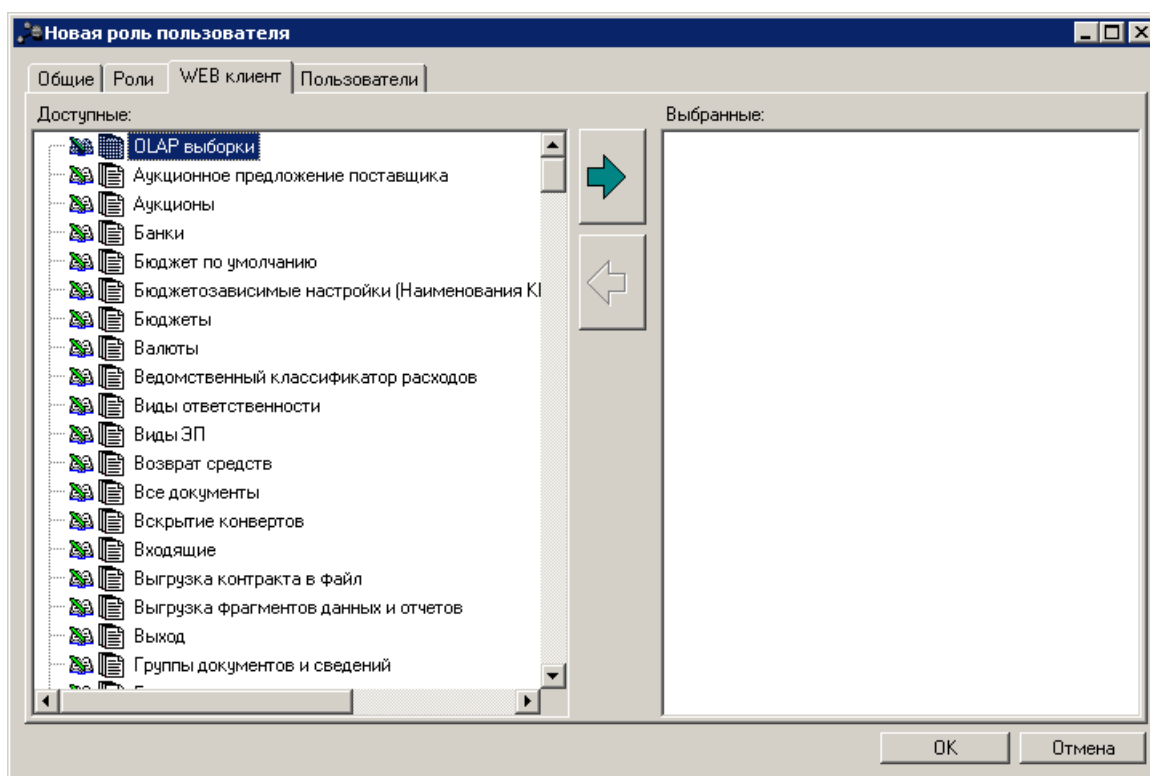 Новая роль пользователя
Общие Роли WEB клиент Пользователи
Доступные: Выбранные:
OLAP выборки
Аукционное предложение поставщика
Аукционы
Банки
Бюджет по умолчанию
Бюджетозависимые настройки (Наименования
Бюджеты
Валюты
Ведомственный классификатор расходов
Виды ответственности
Виды ЭП
Возврат средств
Все документы
Вскрытие конвертов
Входящие
Выгрузка контракта в файл
Выгрузка фрагментов данных и отчетов
Выход
Группы документов и сведений
OK Отмена